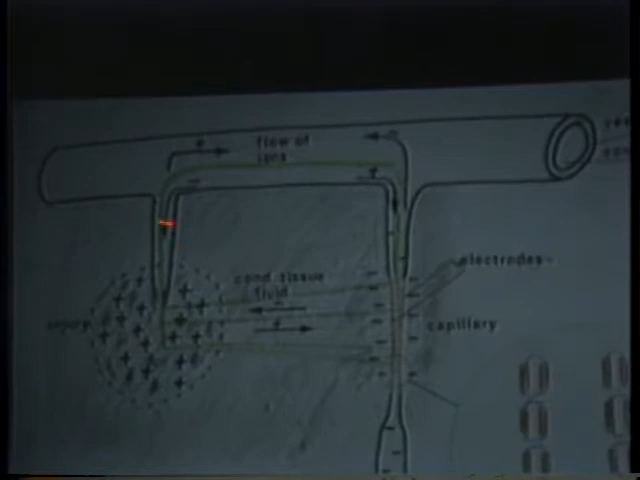 flow of
ions
cond tissue
fluid
electrodes-
injury
capillary